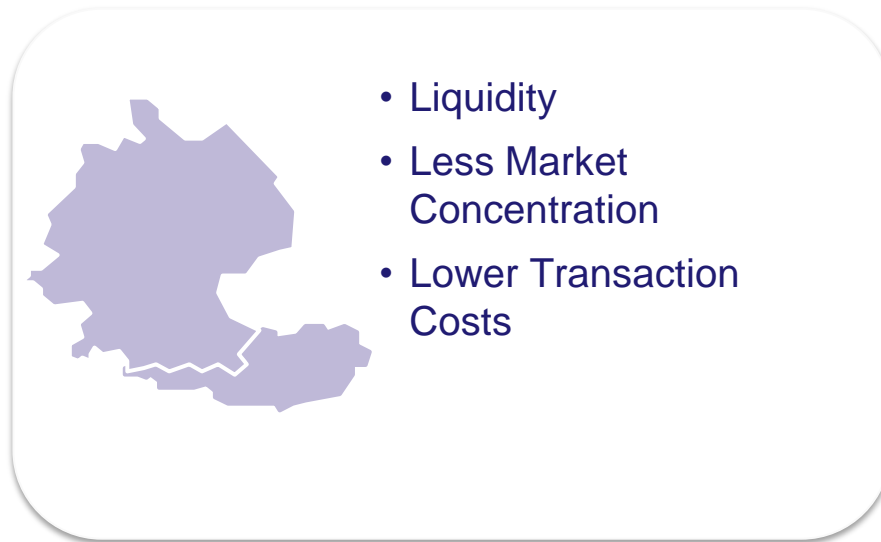 • Liquidity
• Less Market
Concentration
• Lower Transaction
Costs